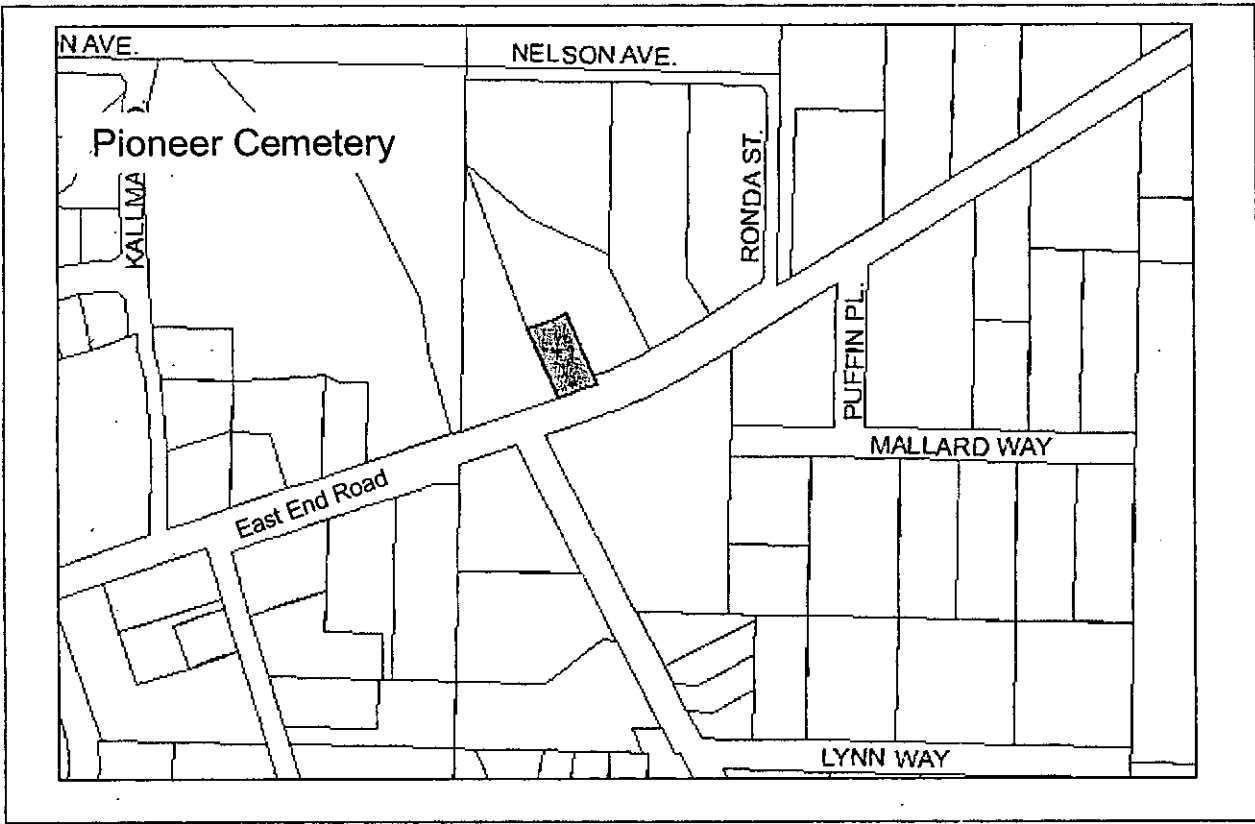 N AVE.
NELSON AVE.
Pioneer Cemetery
KALLMA
RONDA ST.
PUFFIN PL.
MALLARD WAY
East End Road
LYNN WAY